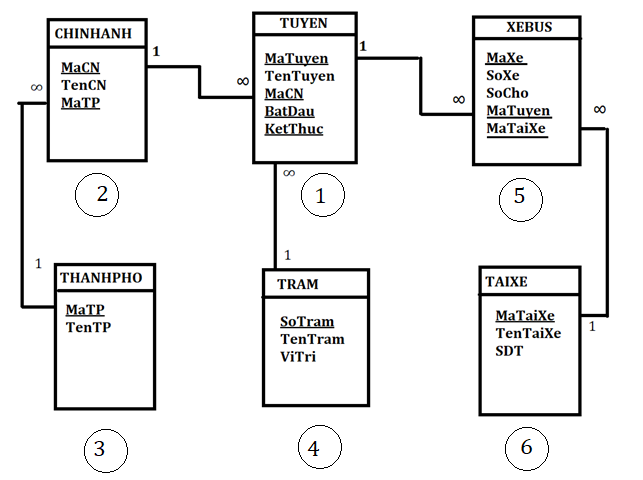 CHINHANH
MaCN
TenCN
MaTP
1
∞
2
TUYEN
MaTuyen
TenTuyen
MaCN
BatDau
KetThuc
1
∞
∞
1
XEBUS
MaXe
SoXe
SoCho
MaTuyen
MaTaiXe
∞
∞
5
1
THANHPHO
MaTP
TenTP
3
1
TRAM
SoTram
TenTram
ViTri
4
TAIXE
MaTaiXe
TenTaiXe
SDT
1
6